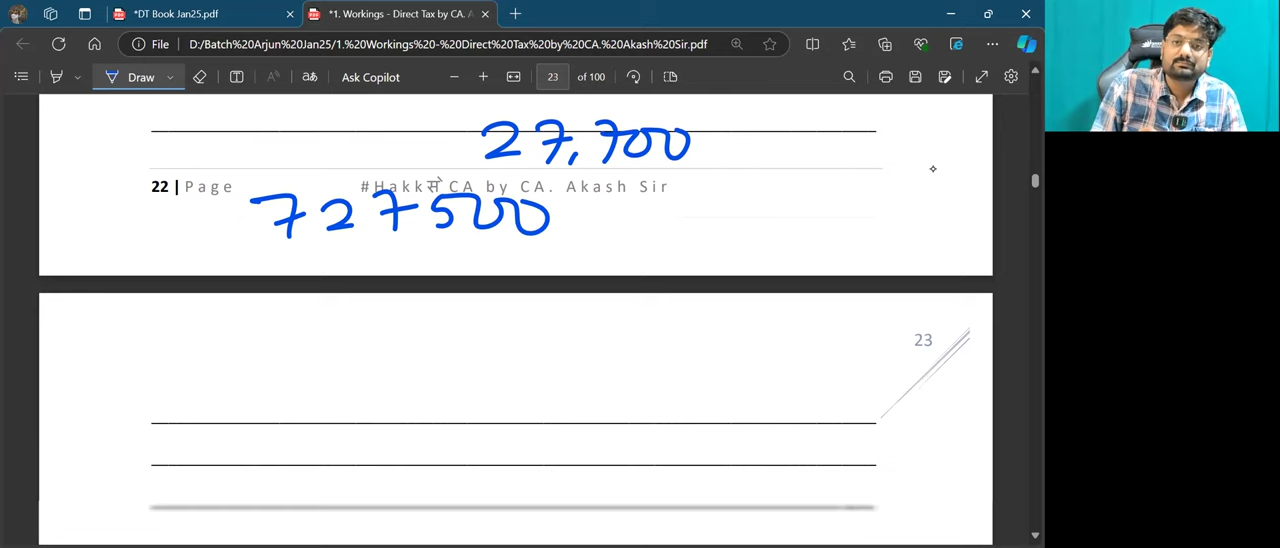 *DT Book Jan25.pdf
*1. Workings - Direct Tax by CA. A
File D:/Batch%20Arjun%20Jan25/1.%20Workings%20-%20Direct%20Tax%20by%20CA.%20Akash%20Sir.pdf
Draw
ab
Ask Copilot
23 of 100
27,700
22 | Page #Hakkसे CA by CA. Akash Sir
727500
23